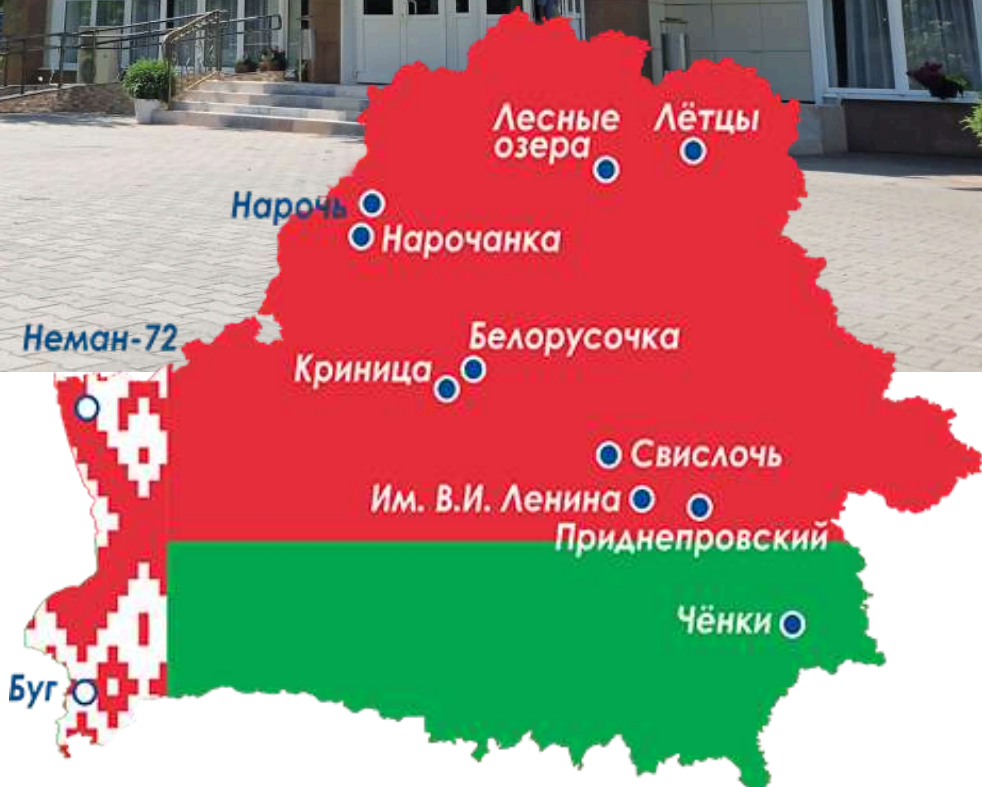 Лесные
озера
Лётцы
Нарочь
Нарочанка
Неман-72
Белорусочка
Криница
Свислочь
Им. В.И. Ленина
Приднепровский
Чёнки
Буг